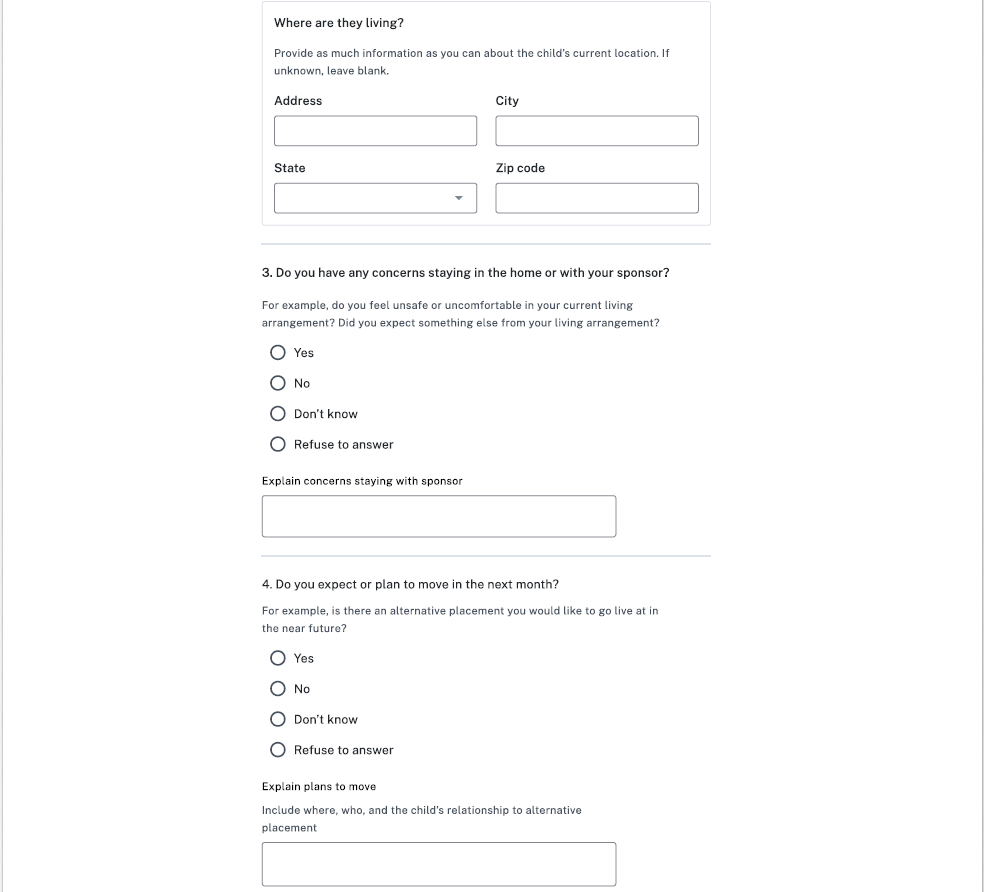 Where are they living?
Provide as much information as you can about the child's current location. If
unknown, leave blank.
Address City
State Zip code
3. Do you have any concerns staying in the home or with your sponsor?
For example, do you feel unsafe or uncomfortable in your current living
arrangement? Did you expect something else from your living arrangement?
Yes
No
Don't know
Refuse to answer
Explain concerns staying with sponsor
4. Do you expect or plan to move in the next month?
For example, is there an alternative placement you would like to go live at in
the near future?
Yes
No
Don't know
Refuse to answer
Explain plans to move
Include where, who, and the child's relationship to alternative
placement